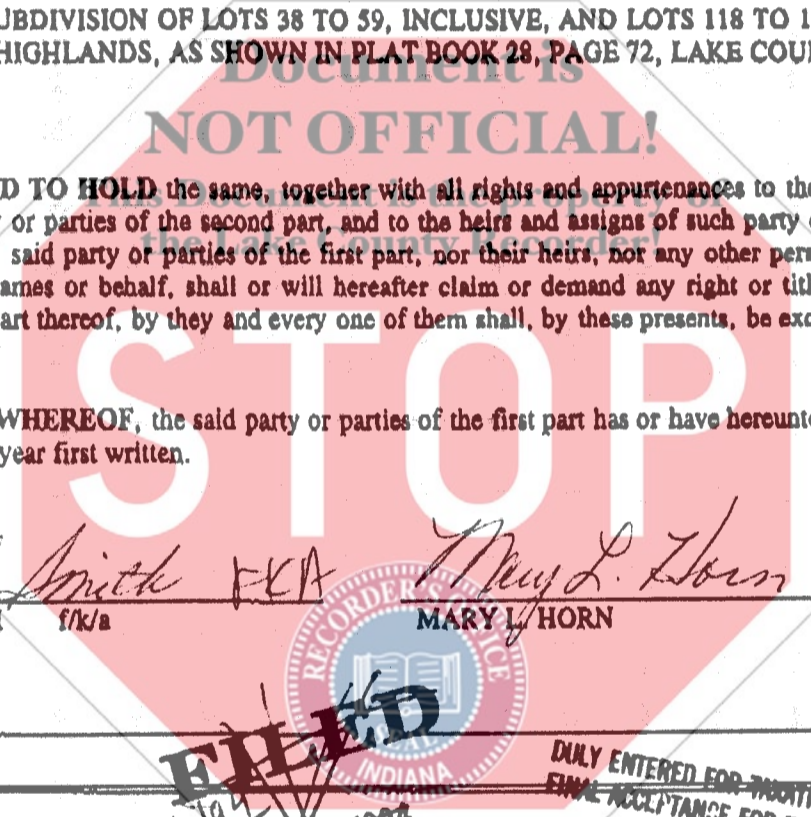 UBDIVISION OF LOTS 38 TO 59, INCLUSIVE, AND LOTS 118 TO 1
HIGHLANDS, AS SHOWN IN PLAT BOOK 28, PAGE 72, LAKE COU
Document is
NOT OFFICIAL!
This Document is the property of
the Lake County Recorder!
D TO HOLD the same, together with all rights and appurtenances to the
or parties of the second part, and to the heirs and assigns of such party
said party or parties of the first part, nor their heirs, nor any other per
ames or behalf, shall or will hereafter claim or demand any right or titl
art thereof, by they and every one of them shall, by these presents, be exc
STOP
WHEREOF, the said party or parties of the first part has or have hereunt
year first written.
Smith FKA Mary L. Horn
f/k/a MARY L. HORN
RECORDER'S OFFICE
SEAL
INDIANA
FILED
DULY ENTERED FOR
FINAL ACCEPTANCE FOR